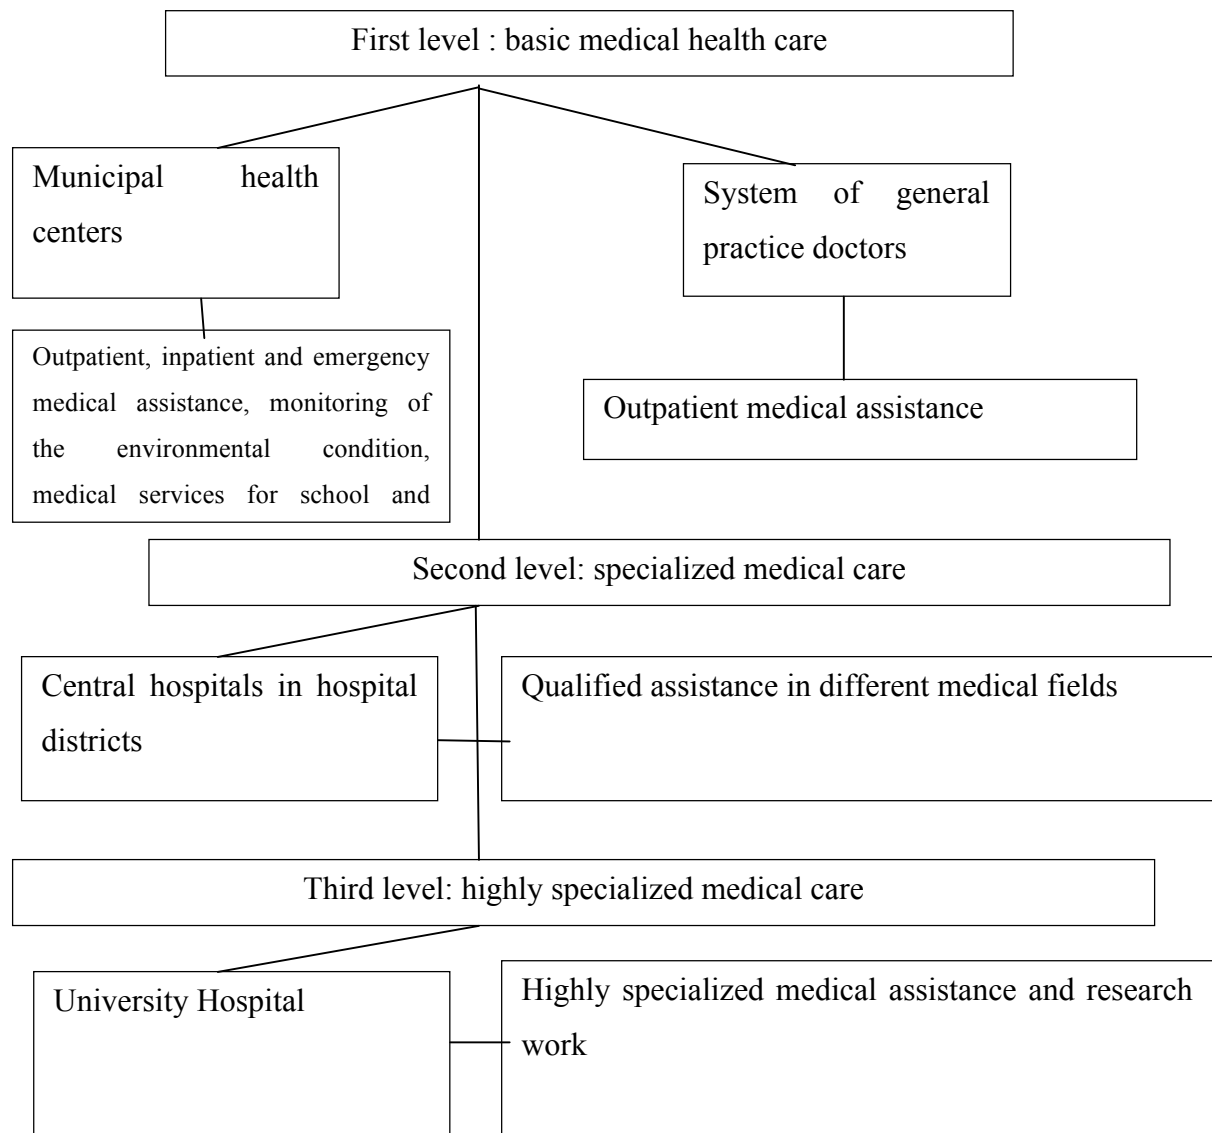 First level : basic medical health care
Municipal health
centers
System of general
practice doctors
Outpatient, inpatient and emergency
medical assistance, monitoring of
the environmental condition,
medical services for school and
Outpatient medical assistance
Second level: specialized medical care
Central hospitals in hospital
districts
Qualified assistance in different medical fields
Third level: highly specialized medical care
University Hospital
Highly specialized medical assistance and research
work